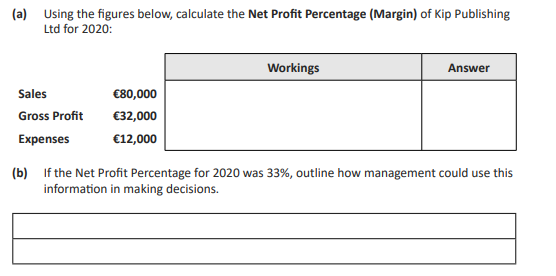 (a) Using the figures below, calculate the Net Profit Percentage (Margin) of Kip Publishing
Ltd for 2020:
Workings Answer
Sales €80,000
Gross Profit €32,000
Expenses €12,000
(b) If the Net Profit Percentage for 2020 was 33%, outline how management could use this
information in making decisions.